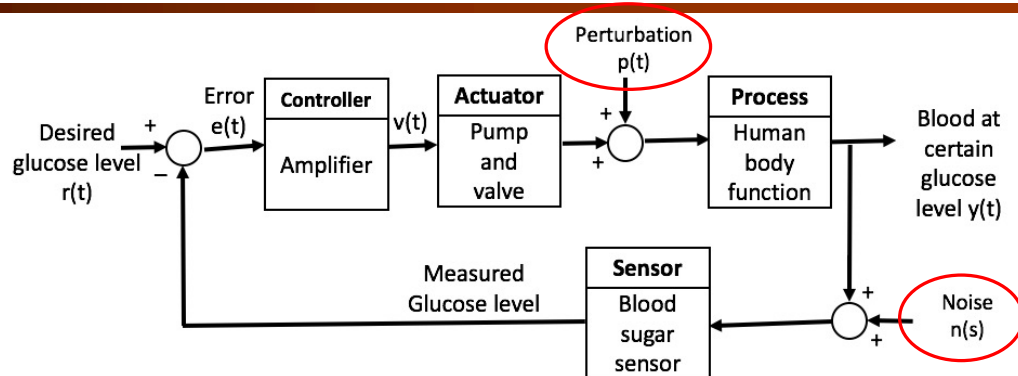 Perturbation
p(t)
Error
e(t)
Controller
Amplifier
v(t)
Actuator
Pump
and
valve
Process
Human
body
function
Desired
glucose level
r(t)
+
−
+
+
Blood at
certain
glucose
level y(t)
Measured
Glucose level
Sensor
Blood
sugar
sensor
+
+
Noise
n(s)